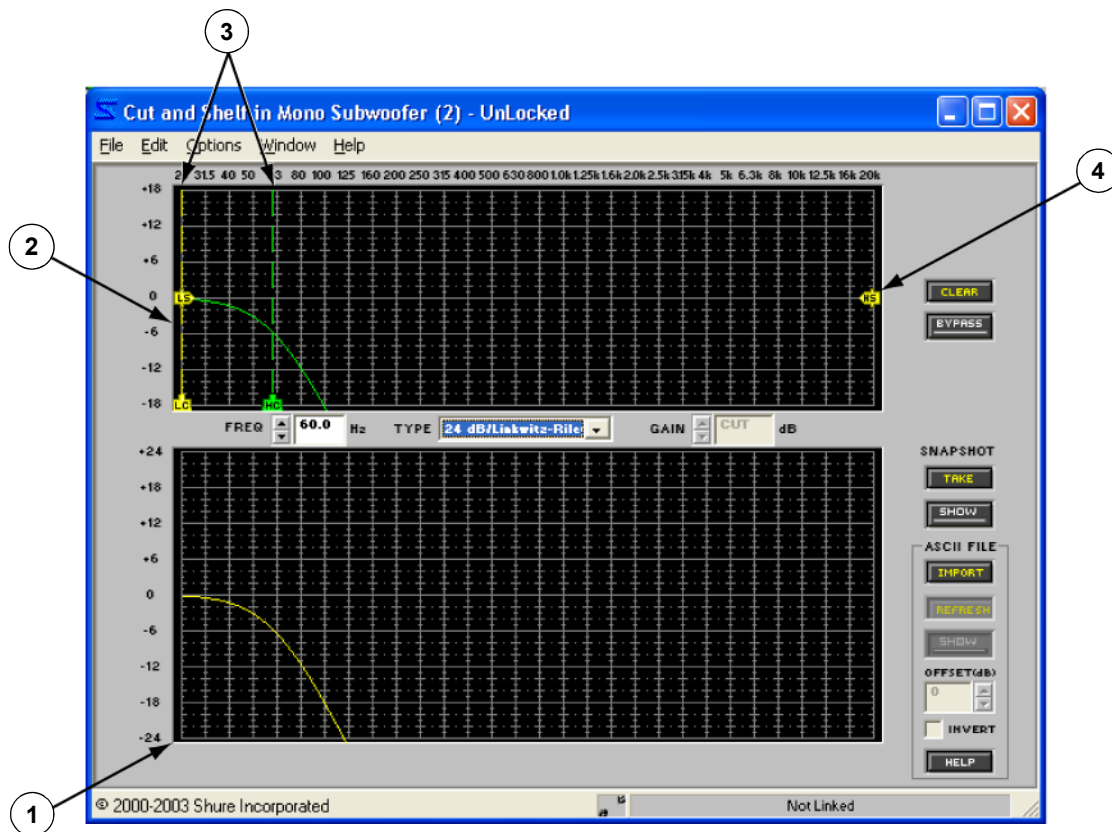 3
Cut and Shelf in Mono Subwoofer (2) - UnLocked
File Edit Options Window Help
31.5 40 50 3 80 100 125 160 200 250 315 400 500 630 800 1.0k 1.25k 1.6k 2.0k 2.5k 3.15k 4k 5k 6.3k 8k 10k 12.5k 16k 20k
4
+18
+12
+6
2
0
LS
HS
CLEAR
-6
BYPASS
-12
-18
LC
HC
FREQ 60.0 Hz TYPE 24 dB/Linkwitz-Rile GAIN CUT dB
+24
SNAPSHOT
+18
TAKE
+12
SHOW
ASCII FILE
+6
IMPORT
0
REFRESH
-6
SHOW
-12
OFFSET(dB)
-18
0
INVERT
-24
HELP
1
© 2000-2003 Shure Incorporated
Not Linked